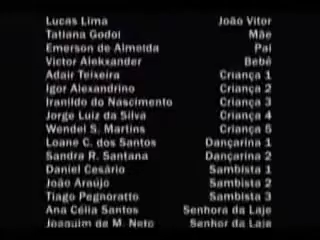 Lucas Lima João Vitor
Tatiana Godoi Mãe
Emerson de Almeida Pai
Victor Alekxander Bebê
Adair Teixeira Criança 1
Igor Alexandrino Criança 2
Iranildo do Nascimento Criança 3
Jorge Luiz da Silva Criança 4
Wendel S. Martins Criança 5
Loane C. dos Santos Dançarina 1
Sandra R. Santana Dançarina 2
Daniel Cesário Sambista 1
João Araújo Sambista 2
Tiago Pegnoratto Sambista 3
Ana Célia Santos Senhora da Laje
Joaquim de M. Neto Senhor da Laje